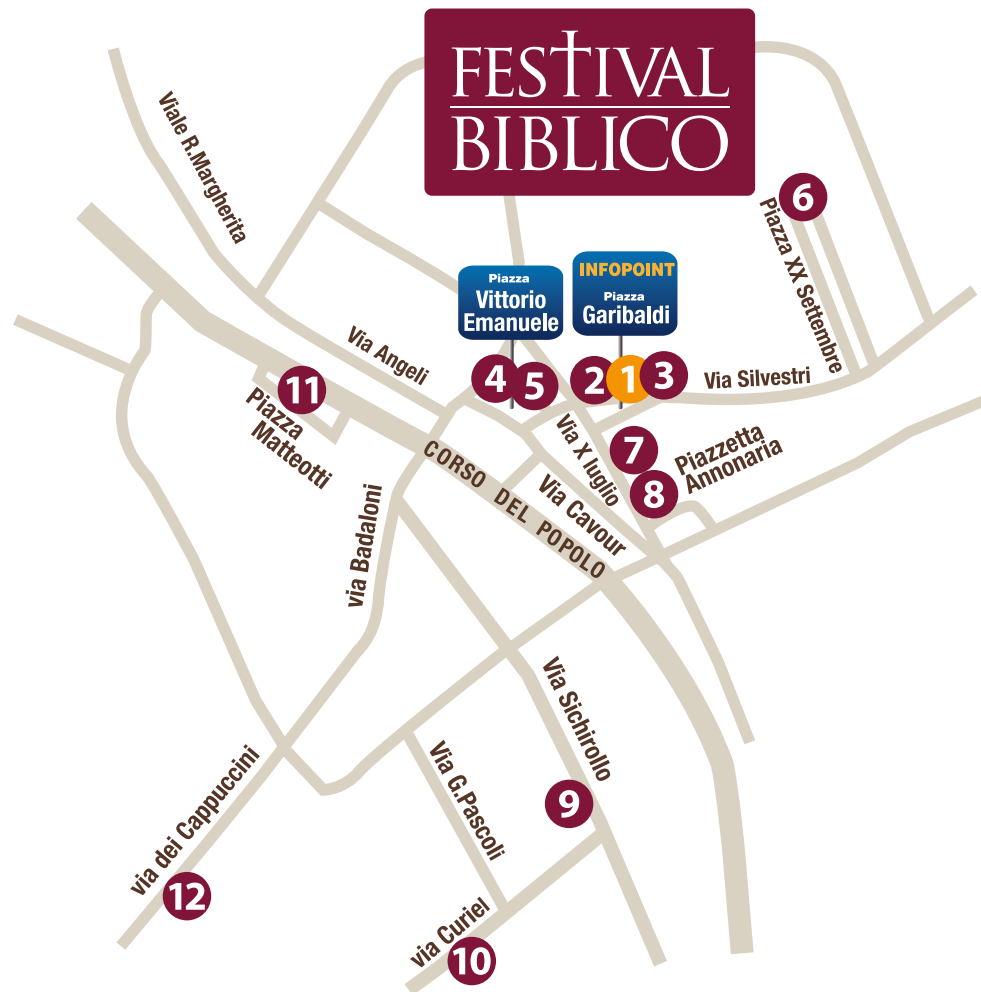 FESTIVAL
BIBLICO
Viale R.Margherita
6
Piazza XX Settembre
Piazza
Vittorio
Emanuele
INFOPOINT
Piazza
Garibaldi
Via Angeli
4
5
2
1
3
Via Silvestri
11
Piazza
Matteotti
Via X luglio
7
Piazzetta
Annonaria
8
CORSO DEL POPOLO
Via Cavour
via Badaloni
Via Sichirollo
9
Via G.Pascoli
via dei Cappuccini
12
via Curiel
10